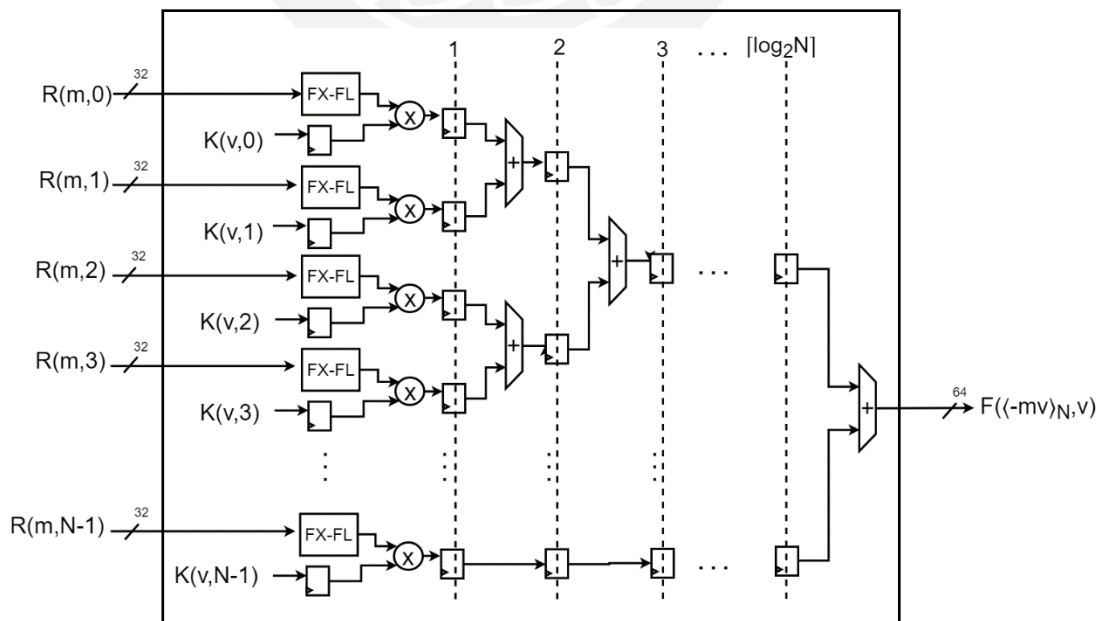 1 2 3 ... ⌈log₂N⌉
R(m,0) 32 FX-FL X
K(v,0)
+
R(m,1) 32 FX-FL X
K(v,1)
+
R(m,2) 32 FX-FL X
K(v,2)
+
R(m,3) 32 FX-FL X
K(v,3)
...
+ 64 F(⟨-mv⟩_N,v)
R(m,N-1) 32 FX-FL X
K(v,N-1)
...